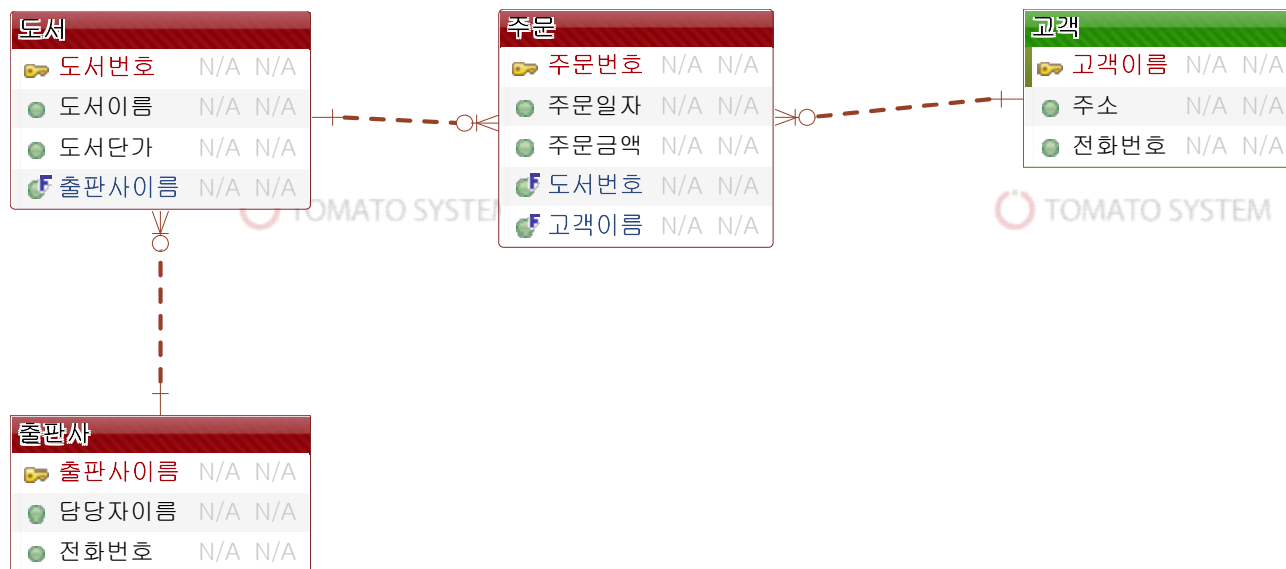 도서
도서번호 N/A N/A
도서이름 N/A N/A
도서단가 N/A N/A
출판사이름 N/A N/A
주문
주문번호 N/A N/A
주문일자 N/A N/A
주문금액 N/A N/A
도서번호 N/A N/A
고객이름 N/A N/A
고객
고객이름 N/A N/A
주소 N/A N/A
전화번호 N/A N/A
TOMATO SYSTEM
TOMATO SYSTEM
출판사
출판사이름 N/A N/A
담당자이름 N/A N/A
전화번호 N/A N/A